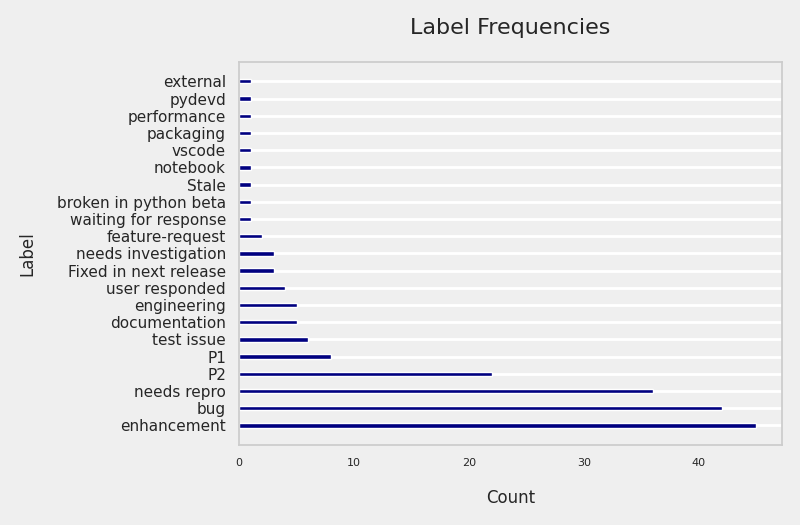 Label Frequencies
external
pydevd
performance
packaging
vscode
notebook
Stale
broken in python beta
waiting for response
feature-request
needs investigation
Fixed in next release
user responded
engineering
documentation
test issue
P1
P2
needs repro
bug
enhancement
Label
0 10 20 30 40
Count